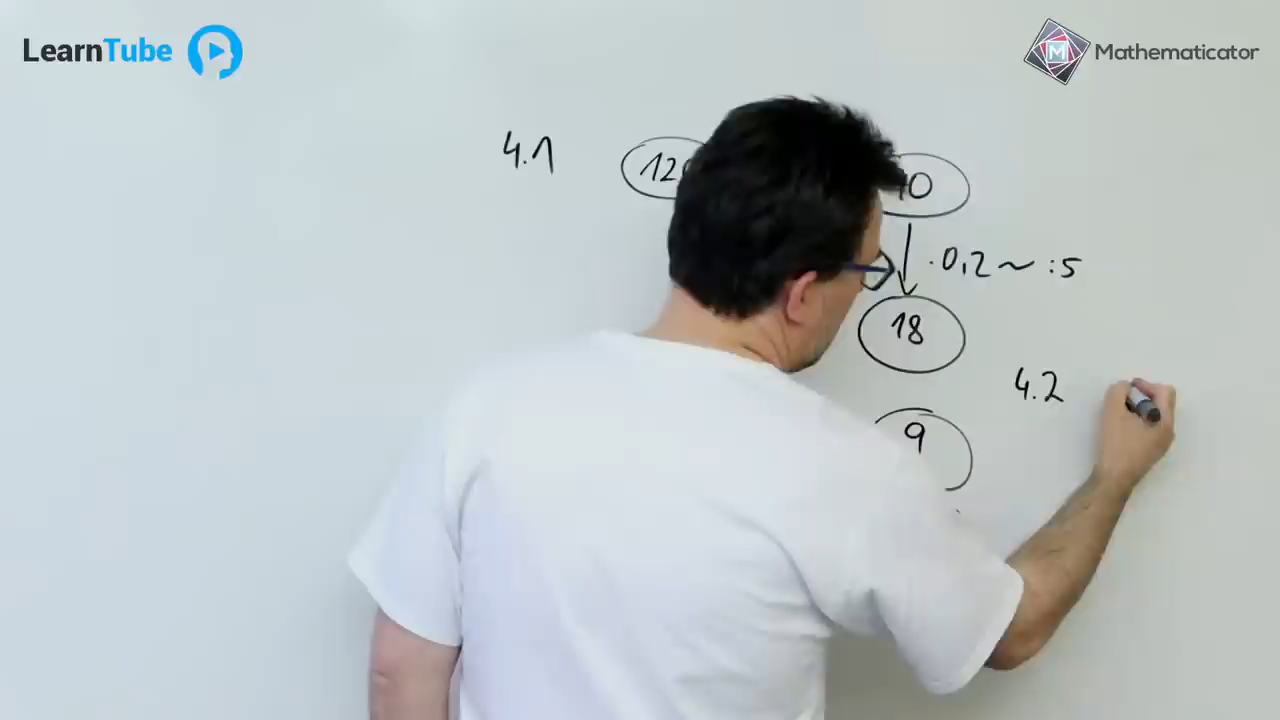 LearnTube
Mathematicator
4.1
·0,2 ~ :5
18
4.2
9